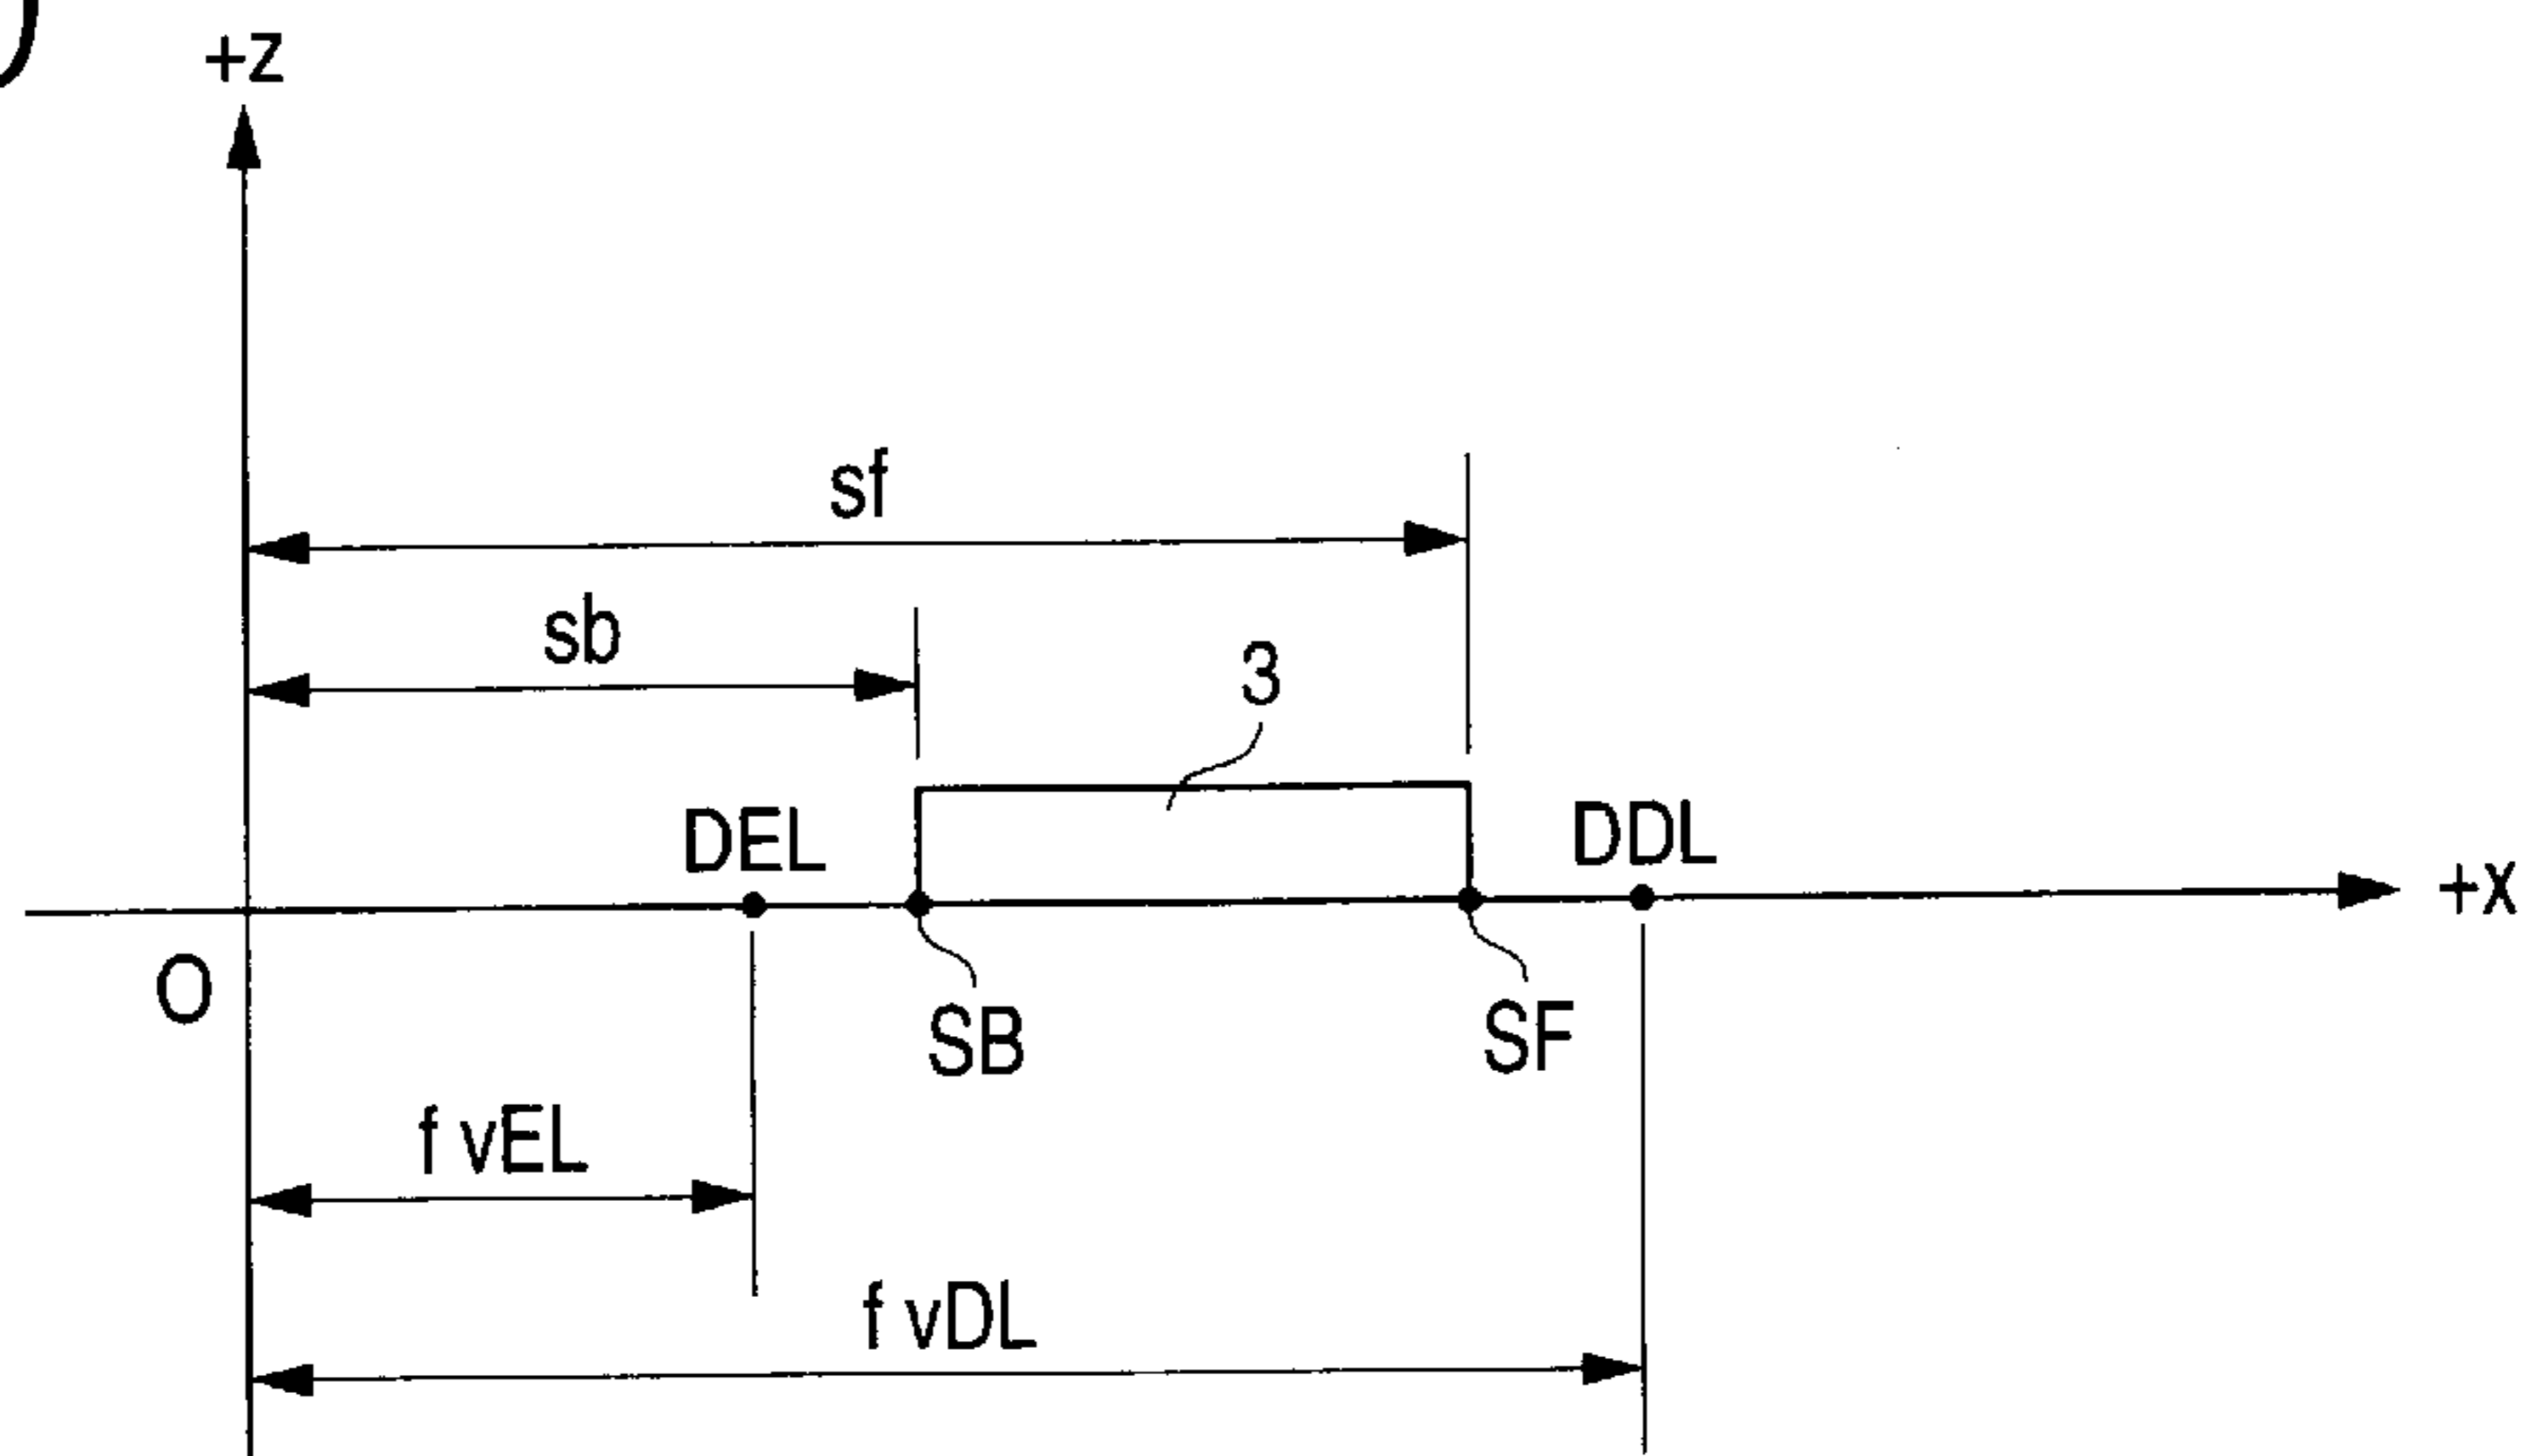 )
+z
sf
sb
3
DEL
DDL
+x
O
SB
SF
f vEL
f vDL